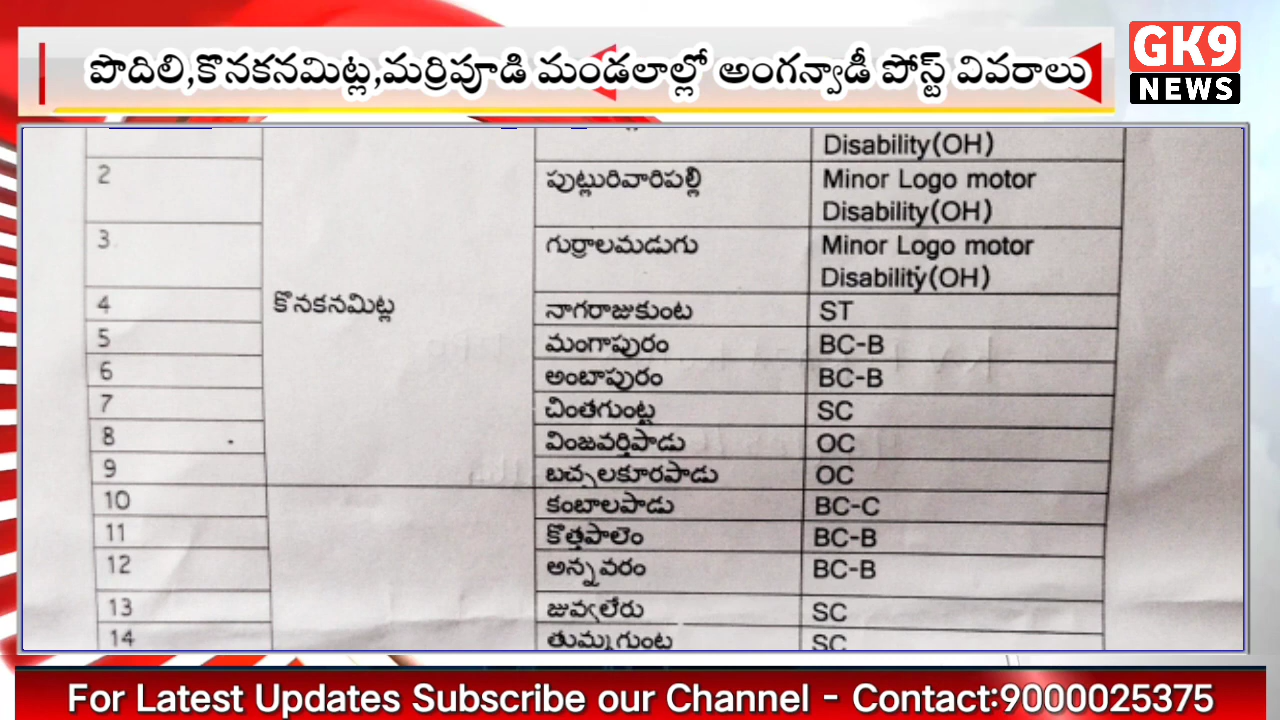 పొదిలి,కొనకనమిట్ల,మర్రిపూడి మండలాల్లో అంగన్వాడీ పోస్ట్ వివరాలు
GK9
NEWS
Disability(OH)
2 పుట్లురివారిపల్లి Minor Logo motor
Disability(OH)
3 గుర్రాలమడుగు Minor Logo motor
Disability(OH)
4 కొనకనమిట్ల నాగరాజుకుంట ST
5 మంగాపురం BC-B
6 అంబాపురం BC-B
7 చింతగుంట్ల SC
8 వింజవర్తిపాడు OC
9 బచ్చలకూరపాడు OC
10 కంబాలపాడు BC-C
11 కొత్తపాలెం BC-B
12 అన్నవరం BC-B
13 జువ్వలేరు SC
14 తుమ్మగుంట SC
For Latest Updates Subscribe our Channel - Contact:9000025375